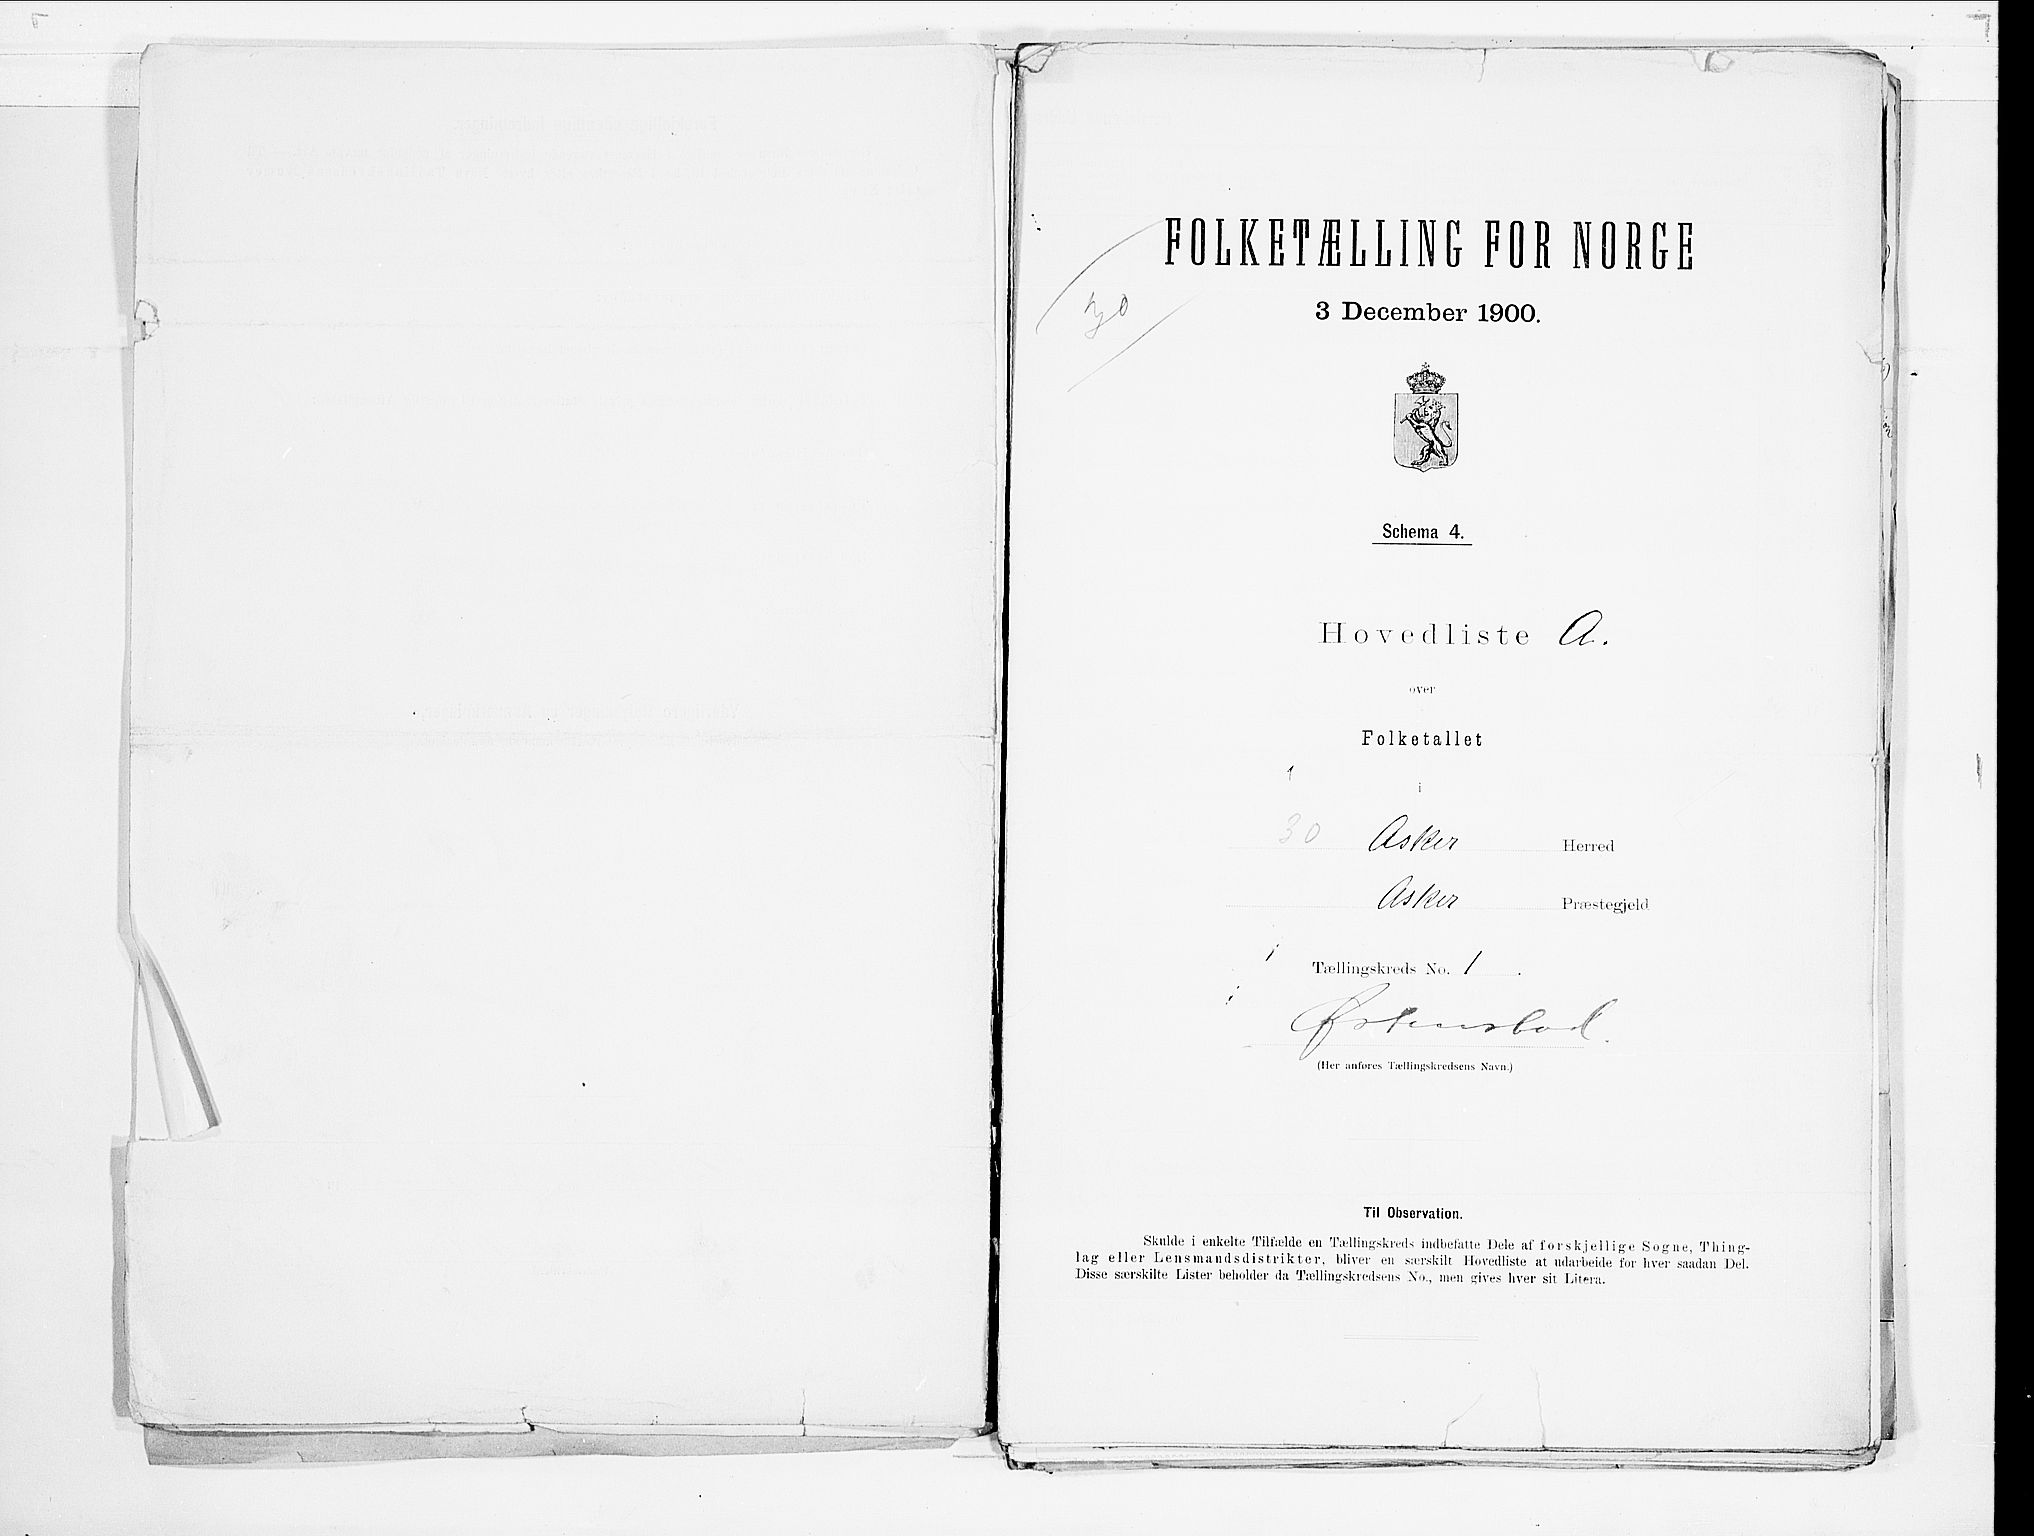 FOLKETÆLLING FOR NORGE
30
3 December 1900.
Schema 4.
Hovedliste A.
over
Folketallet
i
30 Asker Herred
Asker Præstegjeld
Tællingskreds No. 1.
Østenstad.
(Her anføres Tællingskredsens Navn.)
Til Observation.
Skulde i enkelte Tilfælde en Tællingskreds indbefatte Dele af forskjellige Sogne, Thing-
lag eller Lensmandsdistrikter, bliver en særskilt Hovedliste at udarbeide for hver saadan Del.
Disse særskilte Lister beholder da Tællingskredsens No., men gives hver sit Litera.